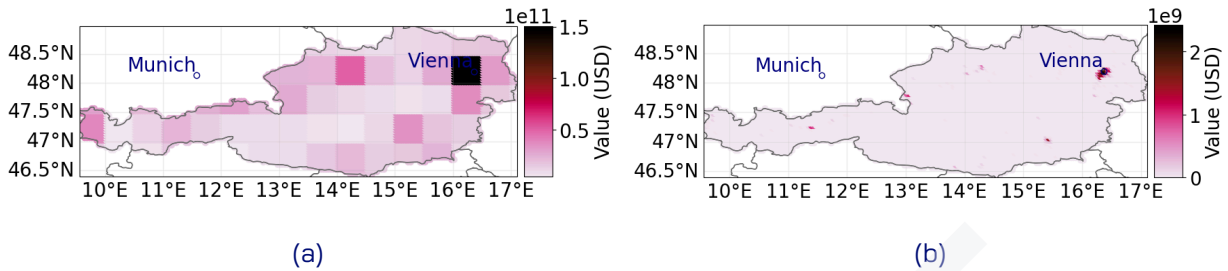 1e11
48.5°N
48°N
47.5°N
47°N
46.5°N
Munich
Vienna
1.5
1.0
0.5
Value (USD)
10°E 11°E 12°E 13°E 14°E 15°E 16°E 17°E
(a)
1e9
48.5°N
48°N
47.5°N
47°N
46.5°N
Munich
Vienna
2
1
0
Value (USD)
10°E 11°E 12°E 13°E 14°E 15°E 16°E 17°E
(b)